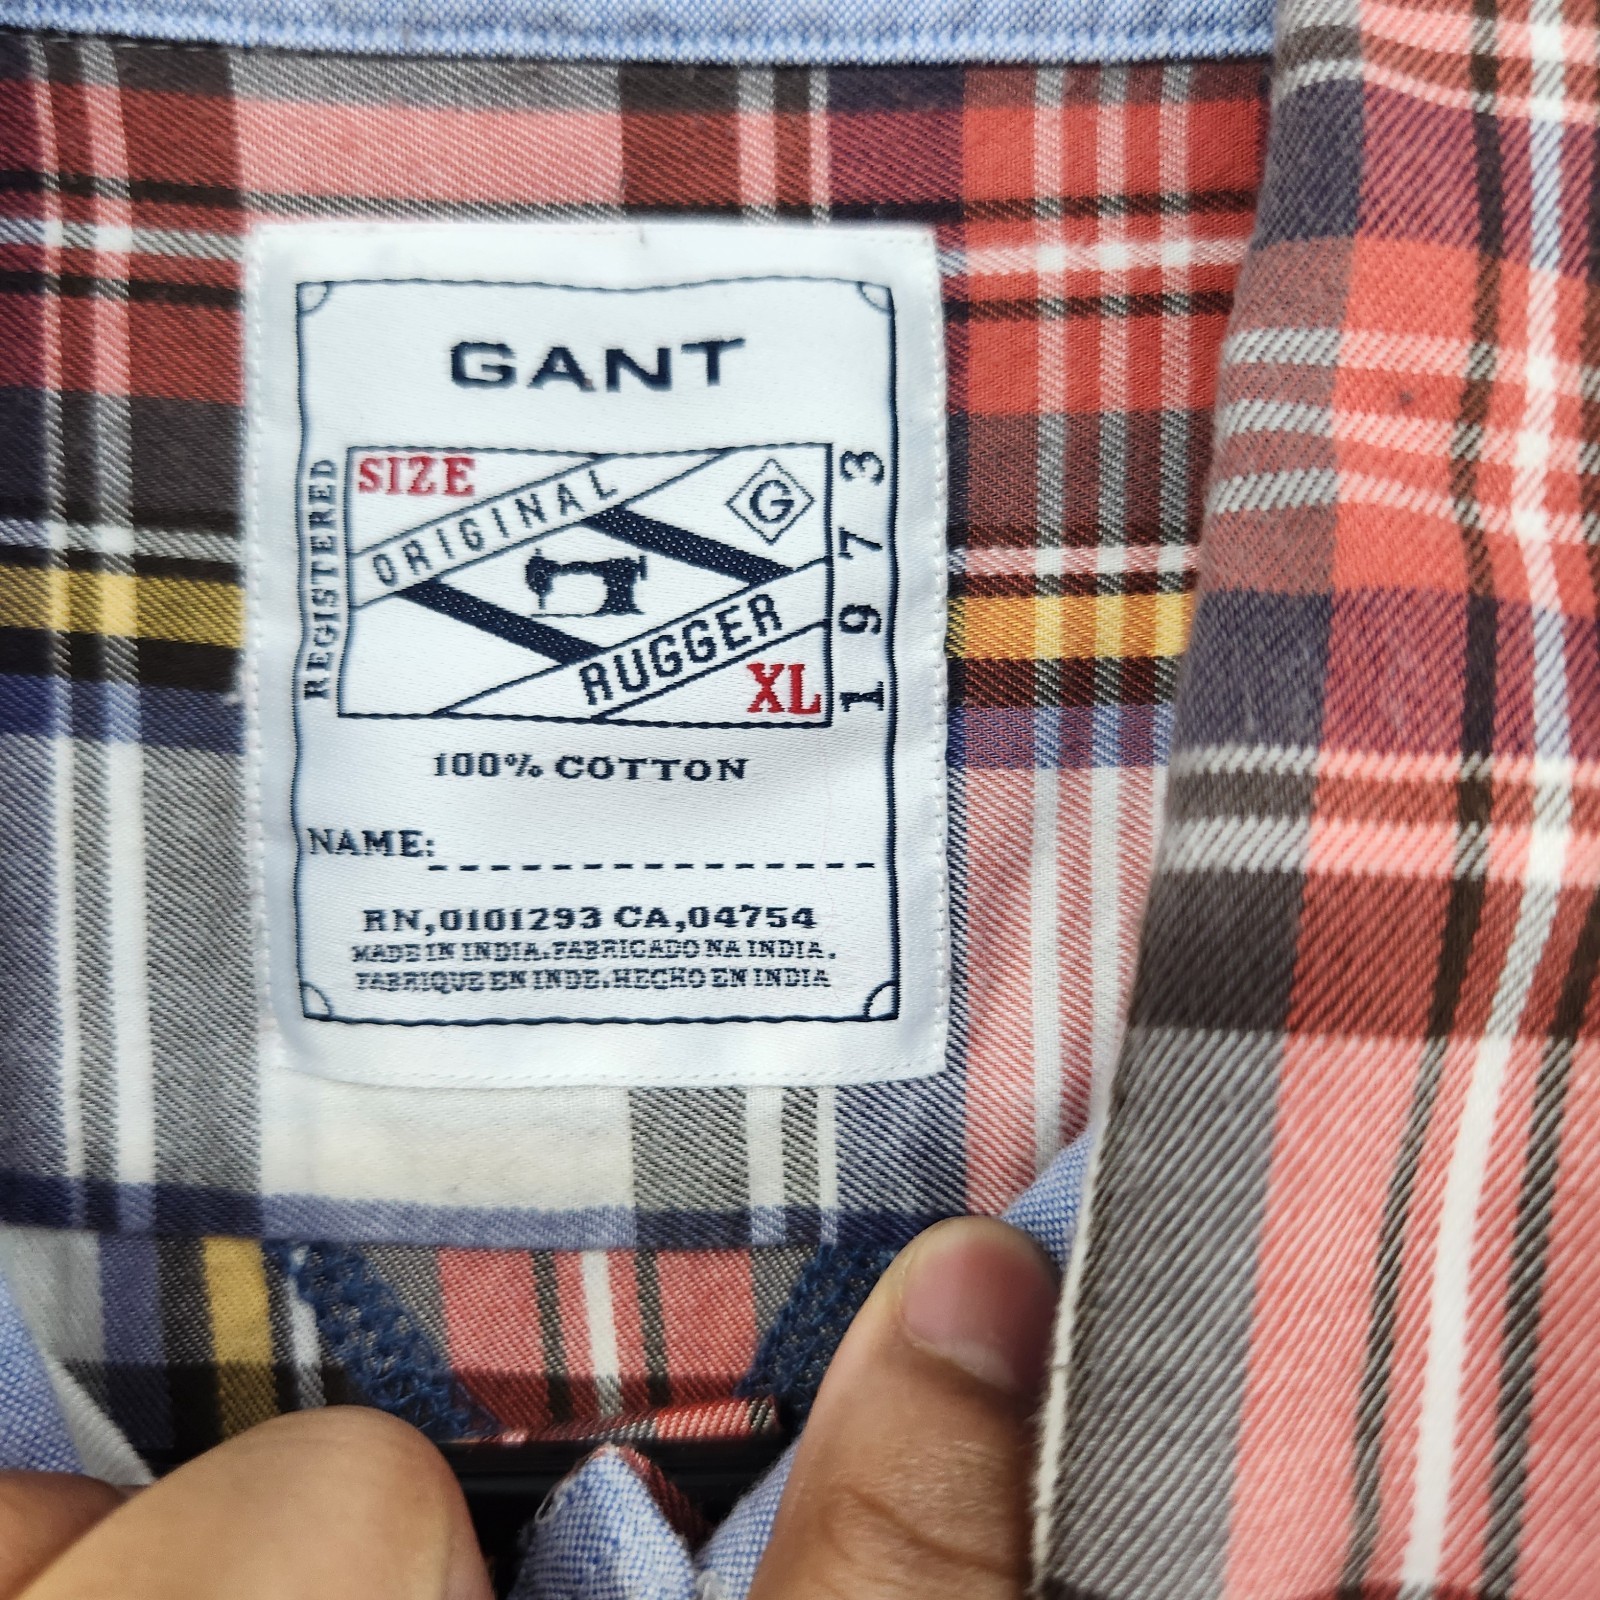 GANT
SIZE
ORIGINAL
G
RUGGER
XL
REGISTERED
1973
100% COTTON
NAME:
RN,0101293 CA,04754
MADE IN INDIA.FABRICADO NA INDIA.
FABRIQUE EN INDE.HECHO EN INDIA